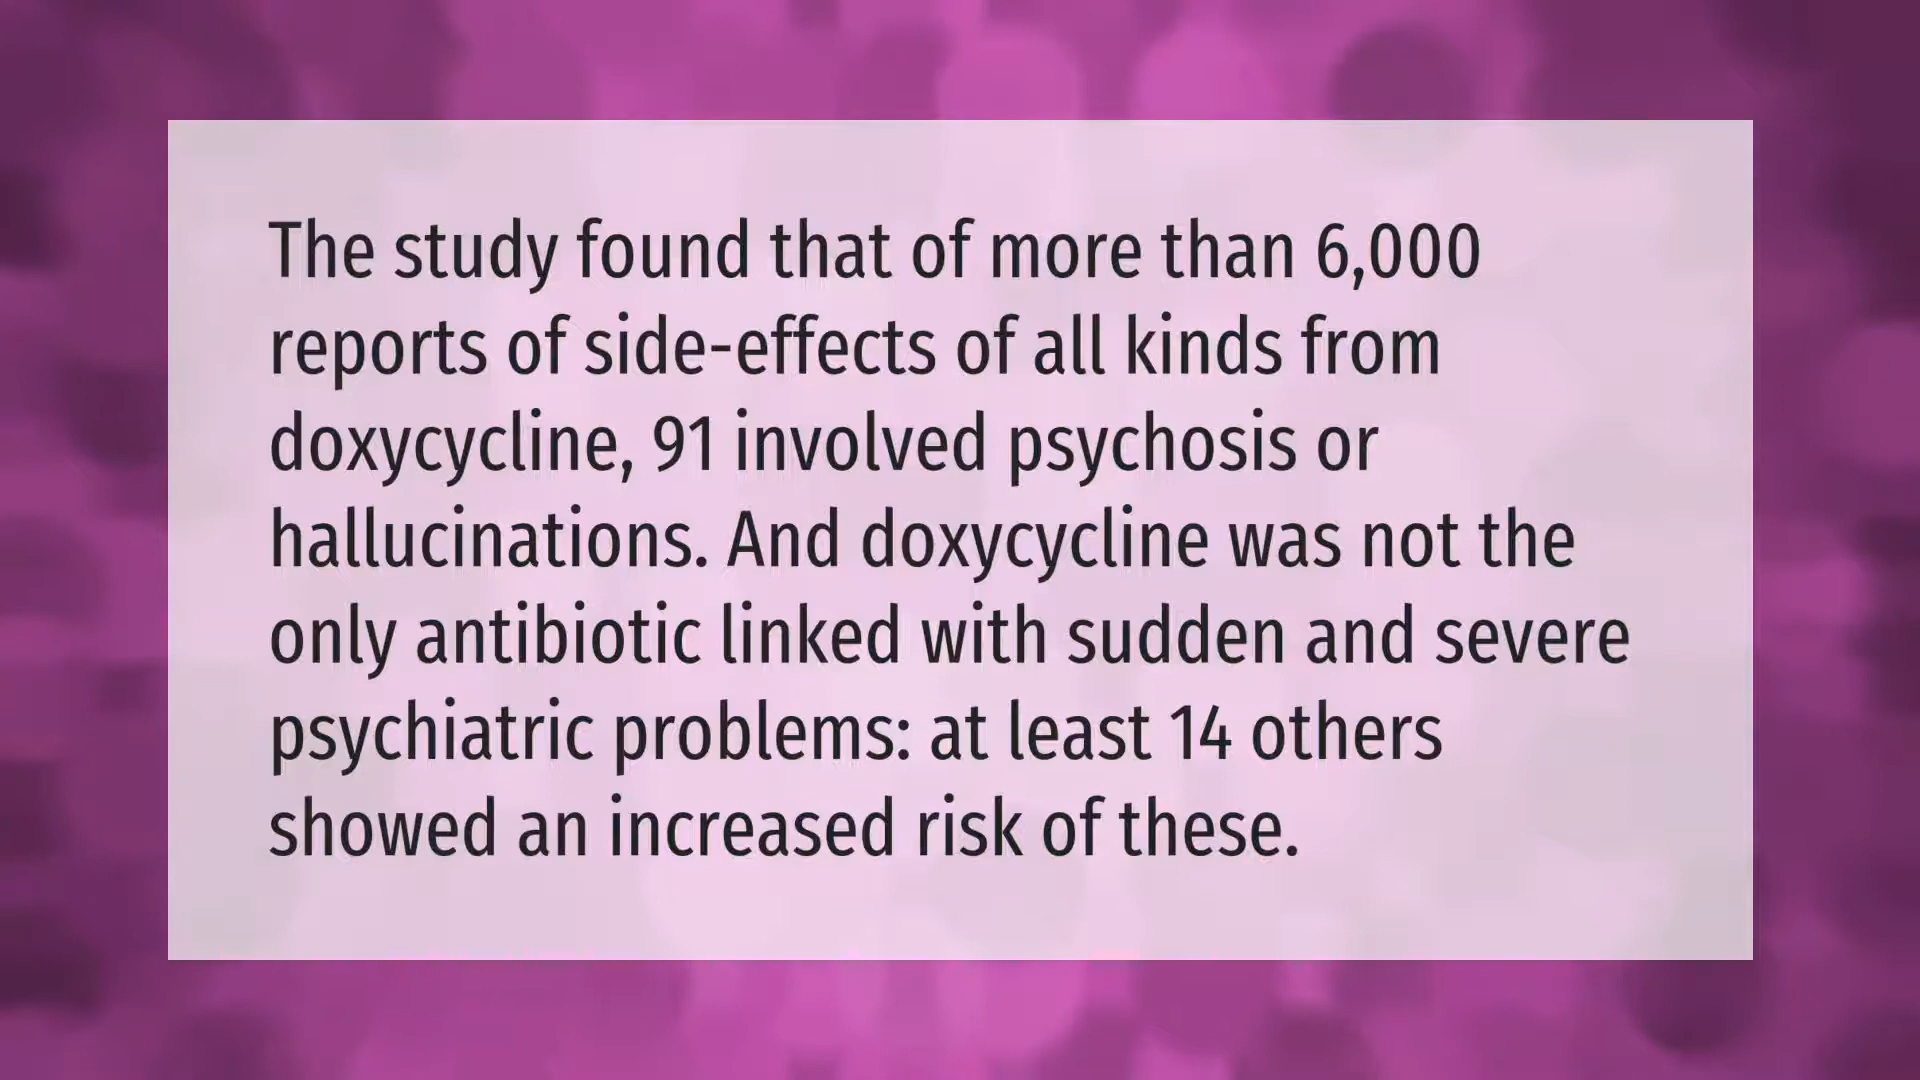 The study found that of more than 6,000
reports of side-effects of all kinds from
doxycycline, 91 involved psychosis or
hallucinations. And doxycycline was not the
only antibiotic linked with sudden and severe
psychiatric problems: at least 14 others
showed an increased risk of these.